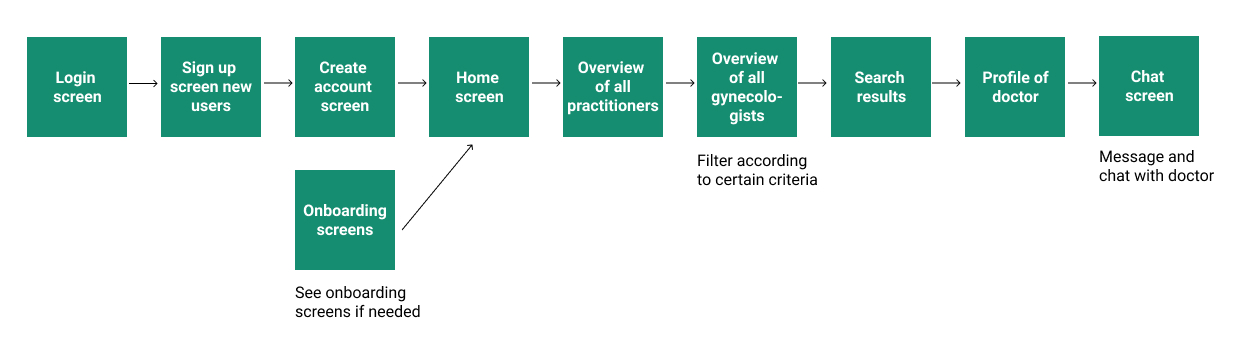 Login
screen
Sign up
screen new
users
Create
account
screen
Home
screen
Overview
of all
practitioners
Overview
of all
gynecolo-
gists
Search
results
Profile of
doctor
Chat
screen
Filter according
to certain criteria
Message and
chat with doctor
Onboarding
screens
See onboarding
screens if needed